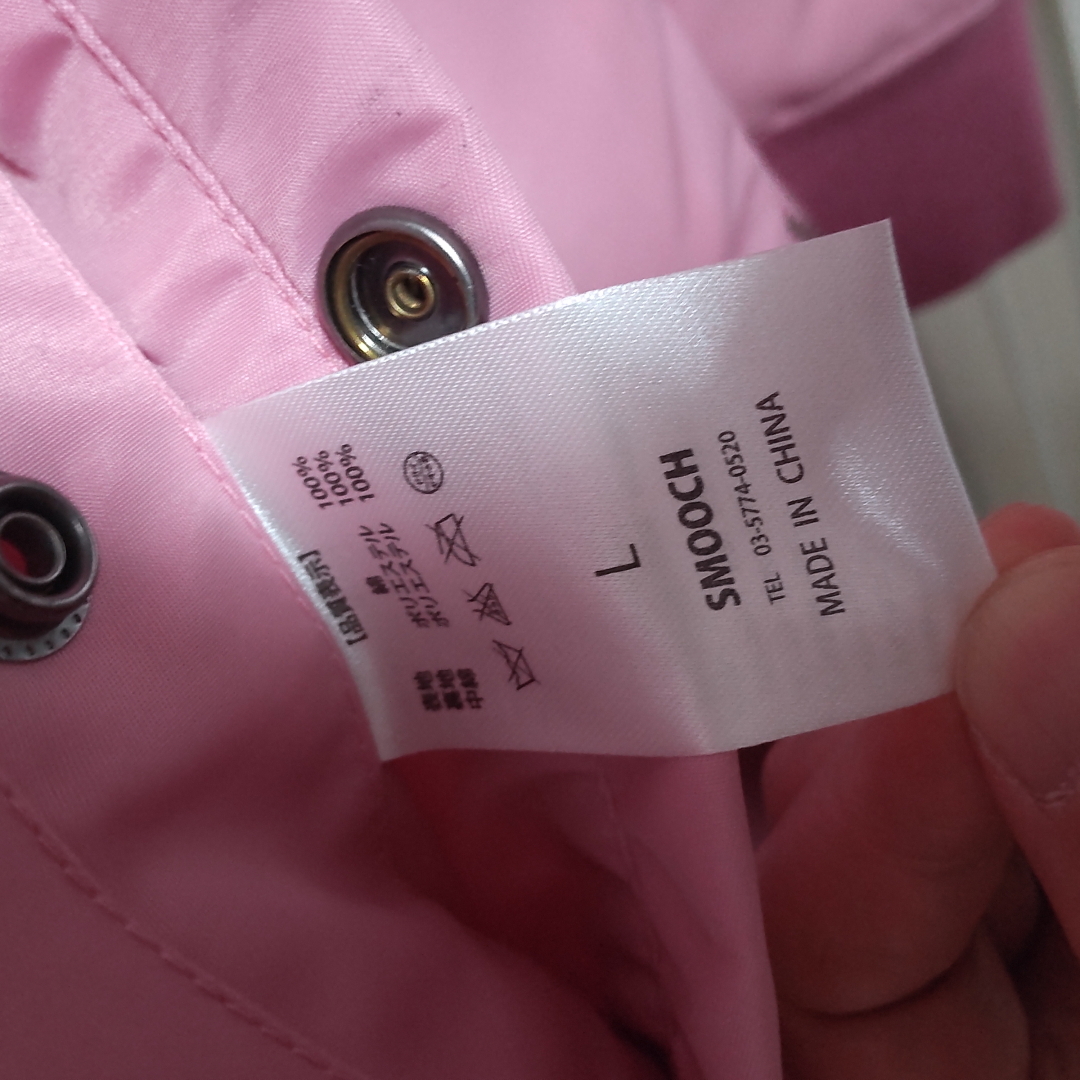 [品質表示]
表地 綿 100%
裏地 ポリエステル 100%
中綿 ポリエステル 100%
L
SMOOCH
TEL 03-5774-0520
MADE IN CHINA